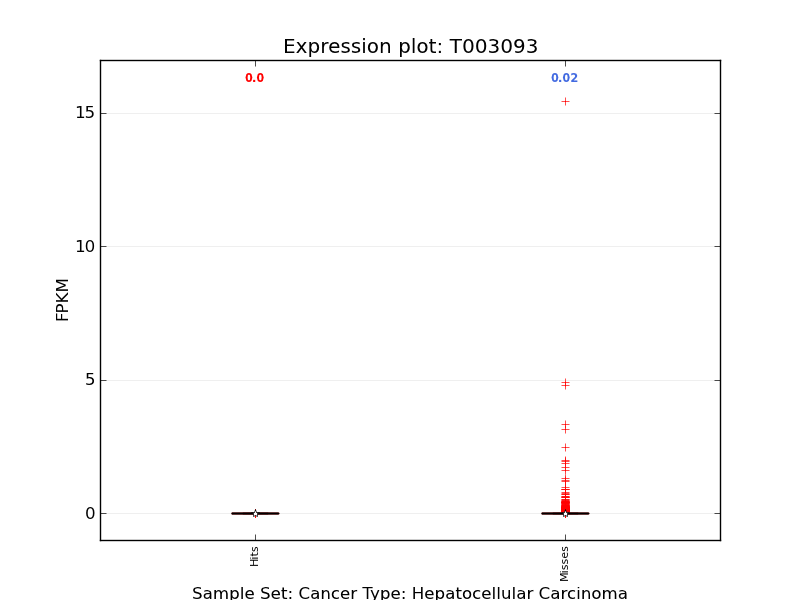 Expression plot: T003093
0.0
0.02
15
10
5
0
FPKM
Hits
Misses
Sample Set: Cancer Type: Hepatocellular Carcinoma